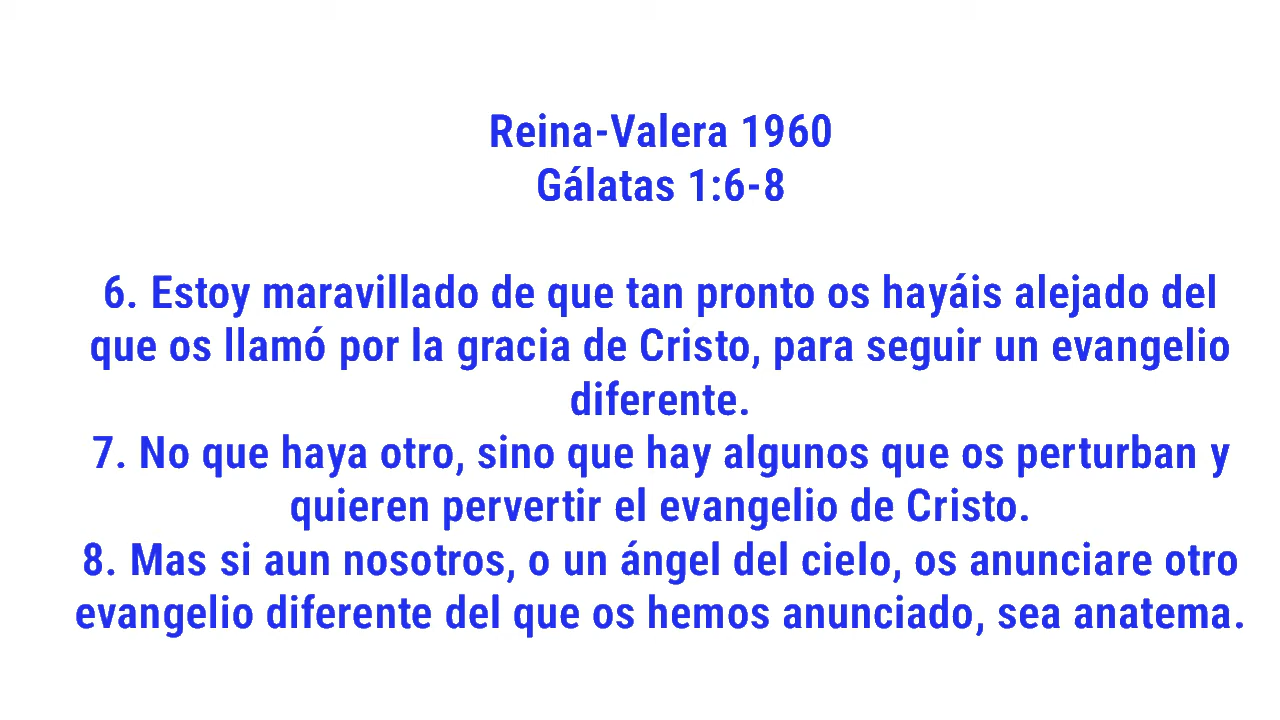 Reina-Valera 1960
Gálatas 1:6-8
6. Estoy maravillado de que tan pronto os hayáis alejado del
que os llamó por la gracia de Cristo, para seguir un evangelio
diferente.
7. No que haya otro, sino que hay algunos que os perturban y
quieren pervertir el evangelio de Cristo.
8. Mas si aun nosotros, o un ángel del cielo, os anunciare otro
evangelio diferente del que os hemos anunciado, sea anatema.